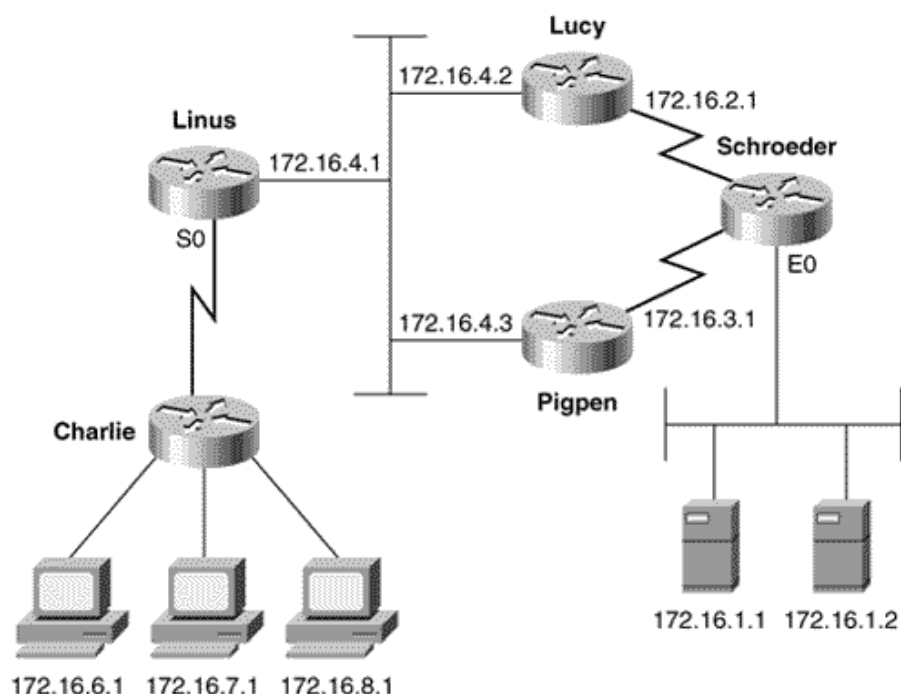 Lucy
172.16.4.2
172.16.2.1
Linus
Schroeder
172.16.4.1
S0
E0
172.16.4.3
172.16.3.1
Pigpen
Charlie
172.16.1.1 172.16.1.2
172.16.6.1 172.16.7.1 172.16.8.1